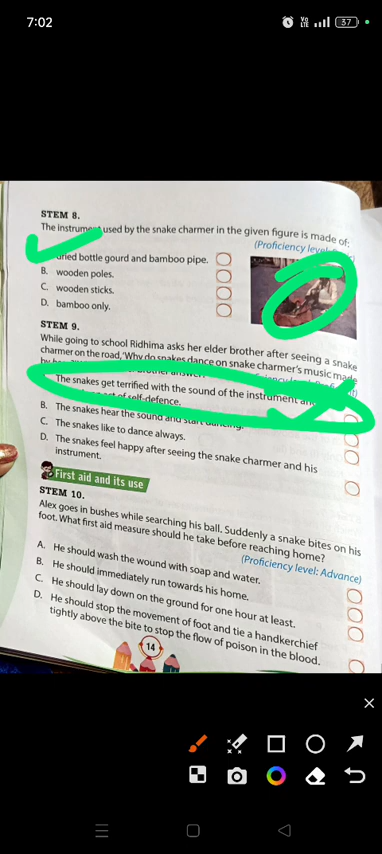 7:02
Vo
LTE
37
STEM 8.
The instrument used by the snake charmer in the given figure is made of:
(Proficiency level:
dried bottle gourd and bamboo pipe.
B. wooden poles.
C. wooden sticks.
D. bamboo only.
STEM 9.
While going to school Ridhima asks her elder brother after seeing a snake
charmer on the road, 'Why do snakes dance on snake charmer's music made
The snakes get terrified with the sound of the instrument
of self-defence.
B. The snakes hear the sound and start dancing.
C. The snakes like to dance always.
D. The snakes feel happy after seeing the snake charmer and his
instrument.
First aid and its use
STEM 10.
Alex goes in bushes while searching his ball. Suddenly a snake bites on his
foot. What first aid measure should he take before reaching home?
(Proficiency level: Advance)
A. He should wash the wound with soap and water.
B. He should immediately run towards his home.
C. He should lay down on the ground for one hour at least.
D. He should stop the movement of foot and tie a handkerchief
tightly above the bite to stop the flow of poison in the blood.
14